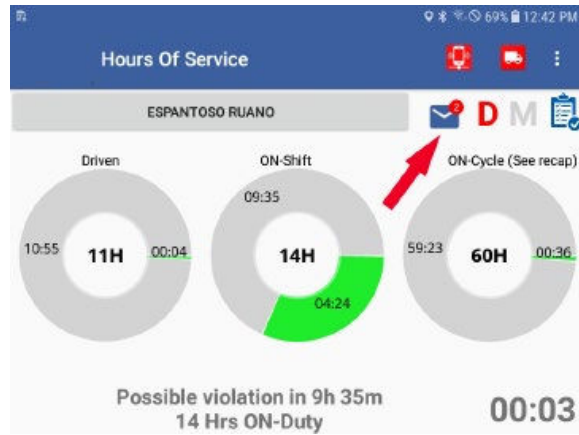 69% 12:42 PM
Hours Of Service
ESPANTOSO RUANO
2
D M
Driven ON-Shift ON-Cycle (See recap)
10:55 11H 00:04
09:35 14H 04:24
59:23 60H 00:36
Possible violation in 9h 35m
14 Hrs ON-Duty
00:03